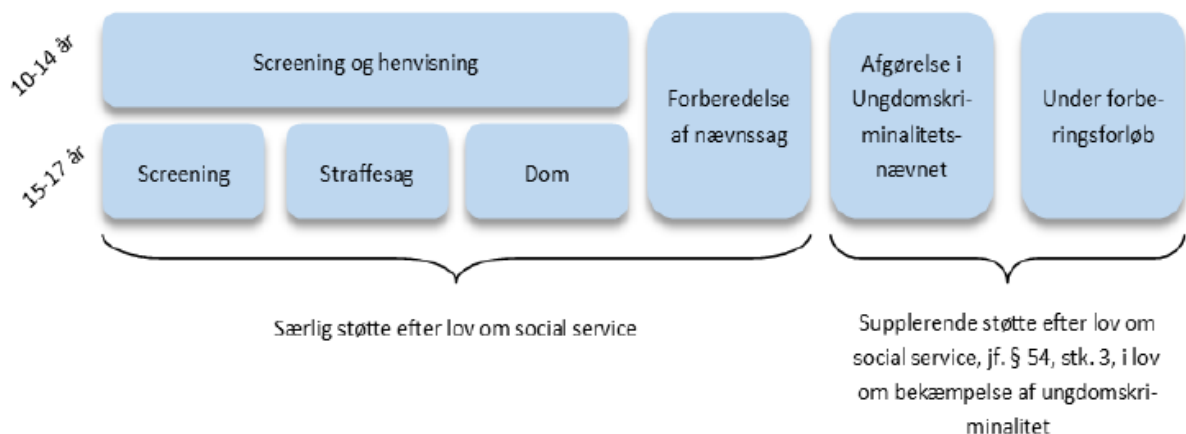 10-14 år
Screening og henvisning
15-17 år
Screening
Straffesag
Dom
Forberedelse
af nævnssag
Afgørelse i
Ungdomskri-
minalitets-
nævnet
Under forbe-
ringsforløb
Særlig støtte efter lov om social service
Supplerende støtte efter lov om
social service, jf. § 54, stk. 3, i lov
om bekæmpelse af ungdomskri-
minalitet